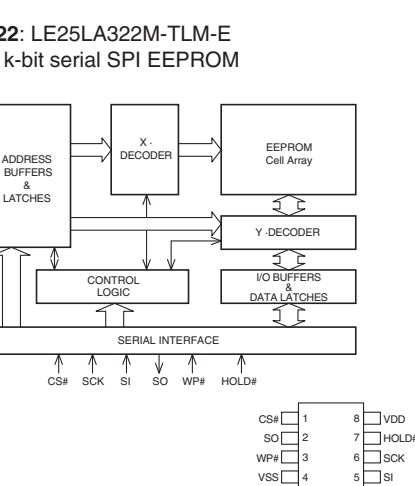 22: LE25LA322M-TLM-E
k-bit serial SPI EEPROM
ADDRESS
BUFFERS
&
LATCHES
X -
DECODER
EEPROM
Cell Array
Y -DECODER
CONTROL
LOGIC
I/O BUFFERS
&
DATA LATCHES
SERIAL INTERFACE
CS# SCK SI SO WP# HOLD#
CS# 1 8 VDD
SO 2 7 HOLD#
WP# 3 6 SCK
VSS 4 5 SI